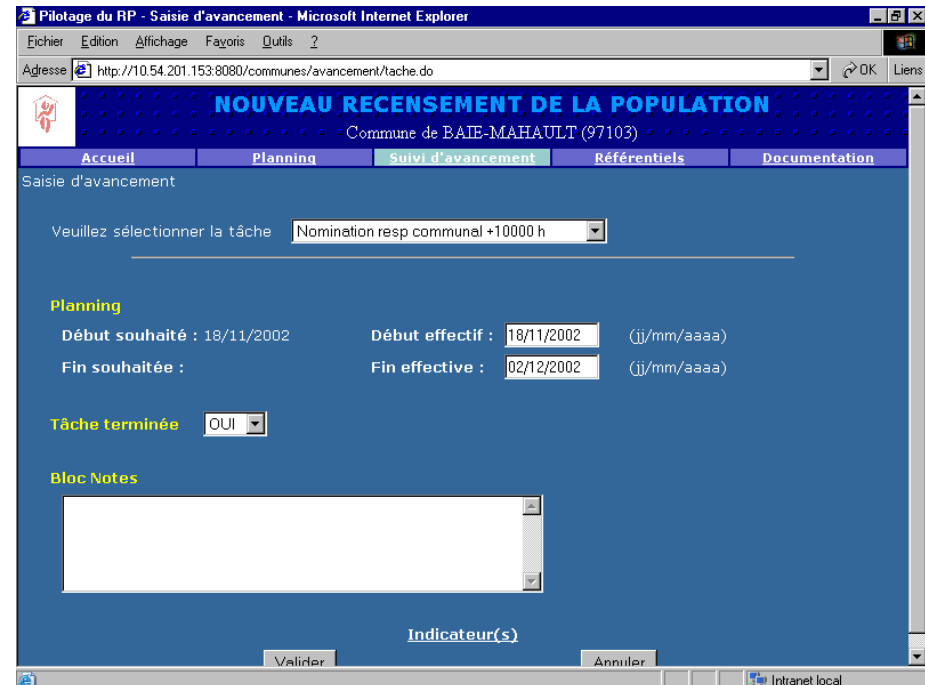 Pilotage du RP - Saisie d'avancement - Microsoft Internet Explorer
Fichier Edition Affichage Favoris Outils ?
Adresse http://10.54.201.153:8080/communes/avancement/tache.do OK Liens
NOUVEAU RECENSEMENT DE LA POPULATION
Commune de BAIE-MAHAULT (97103)
Accueil Planning Suivi d'avancement Référentiels Documentation
Saisie d'avancement
Veuillez sélectionner la tâche Nomination resp communal +10000 h
Planning
Début souhaité : 18/11/2002 Début effectif : 18/11/2002 (jj/mm/aaaa)
Fin souhaitée : Fin effective : 02/12/2002 (jj/mm/aaaa)
Tâche terminée OUI
Bloc Notes
Indicateur(s)
Valider Annuler
Intranet local